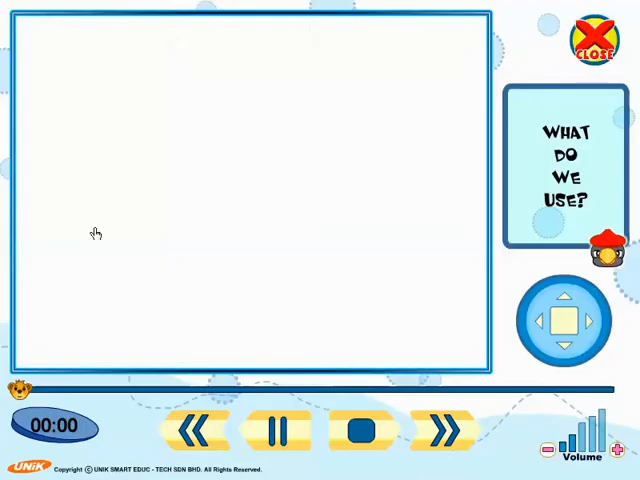 CLOSE
WHAT
DO
WE
USE?
00:00
Volume
UNIK
Copyright © UNIK SMART EDUC - TECH SDN BHD. All Rights Reserved.